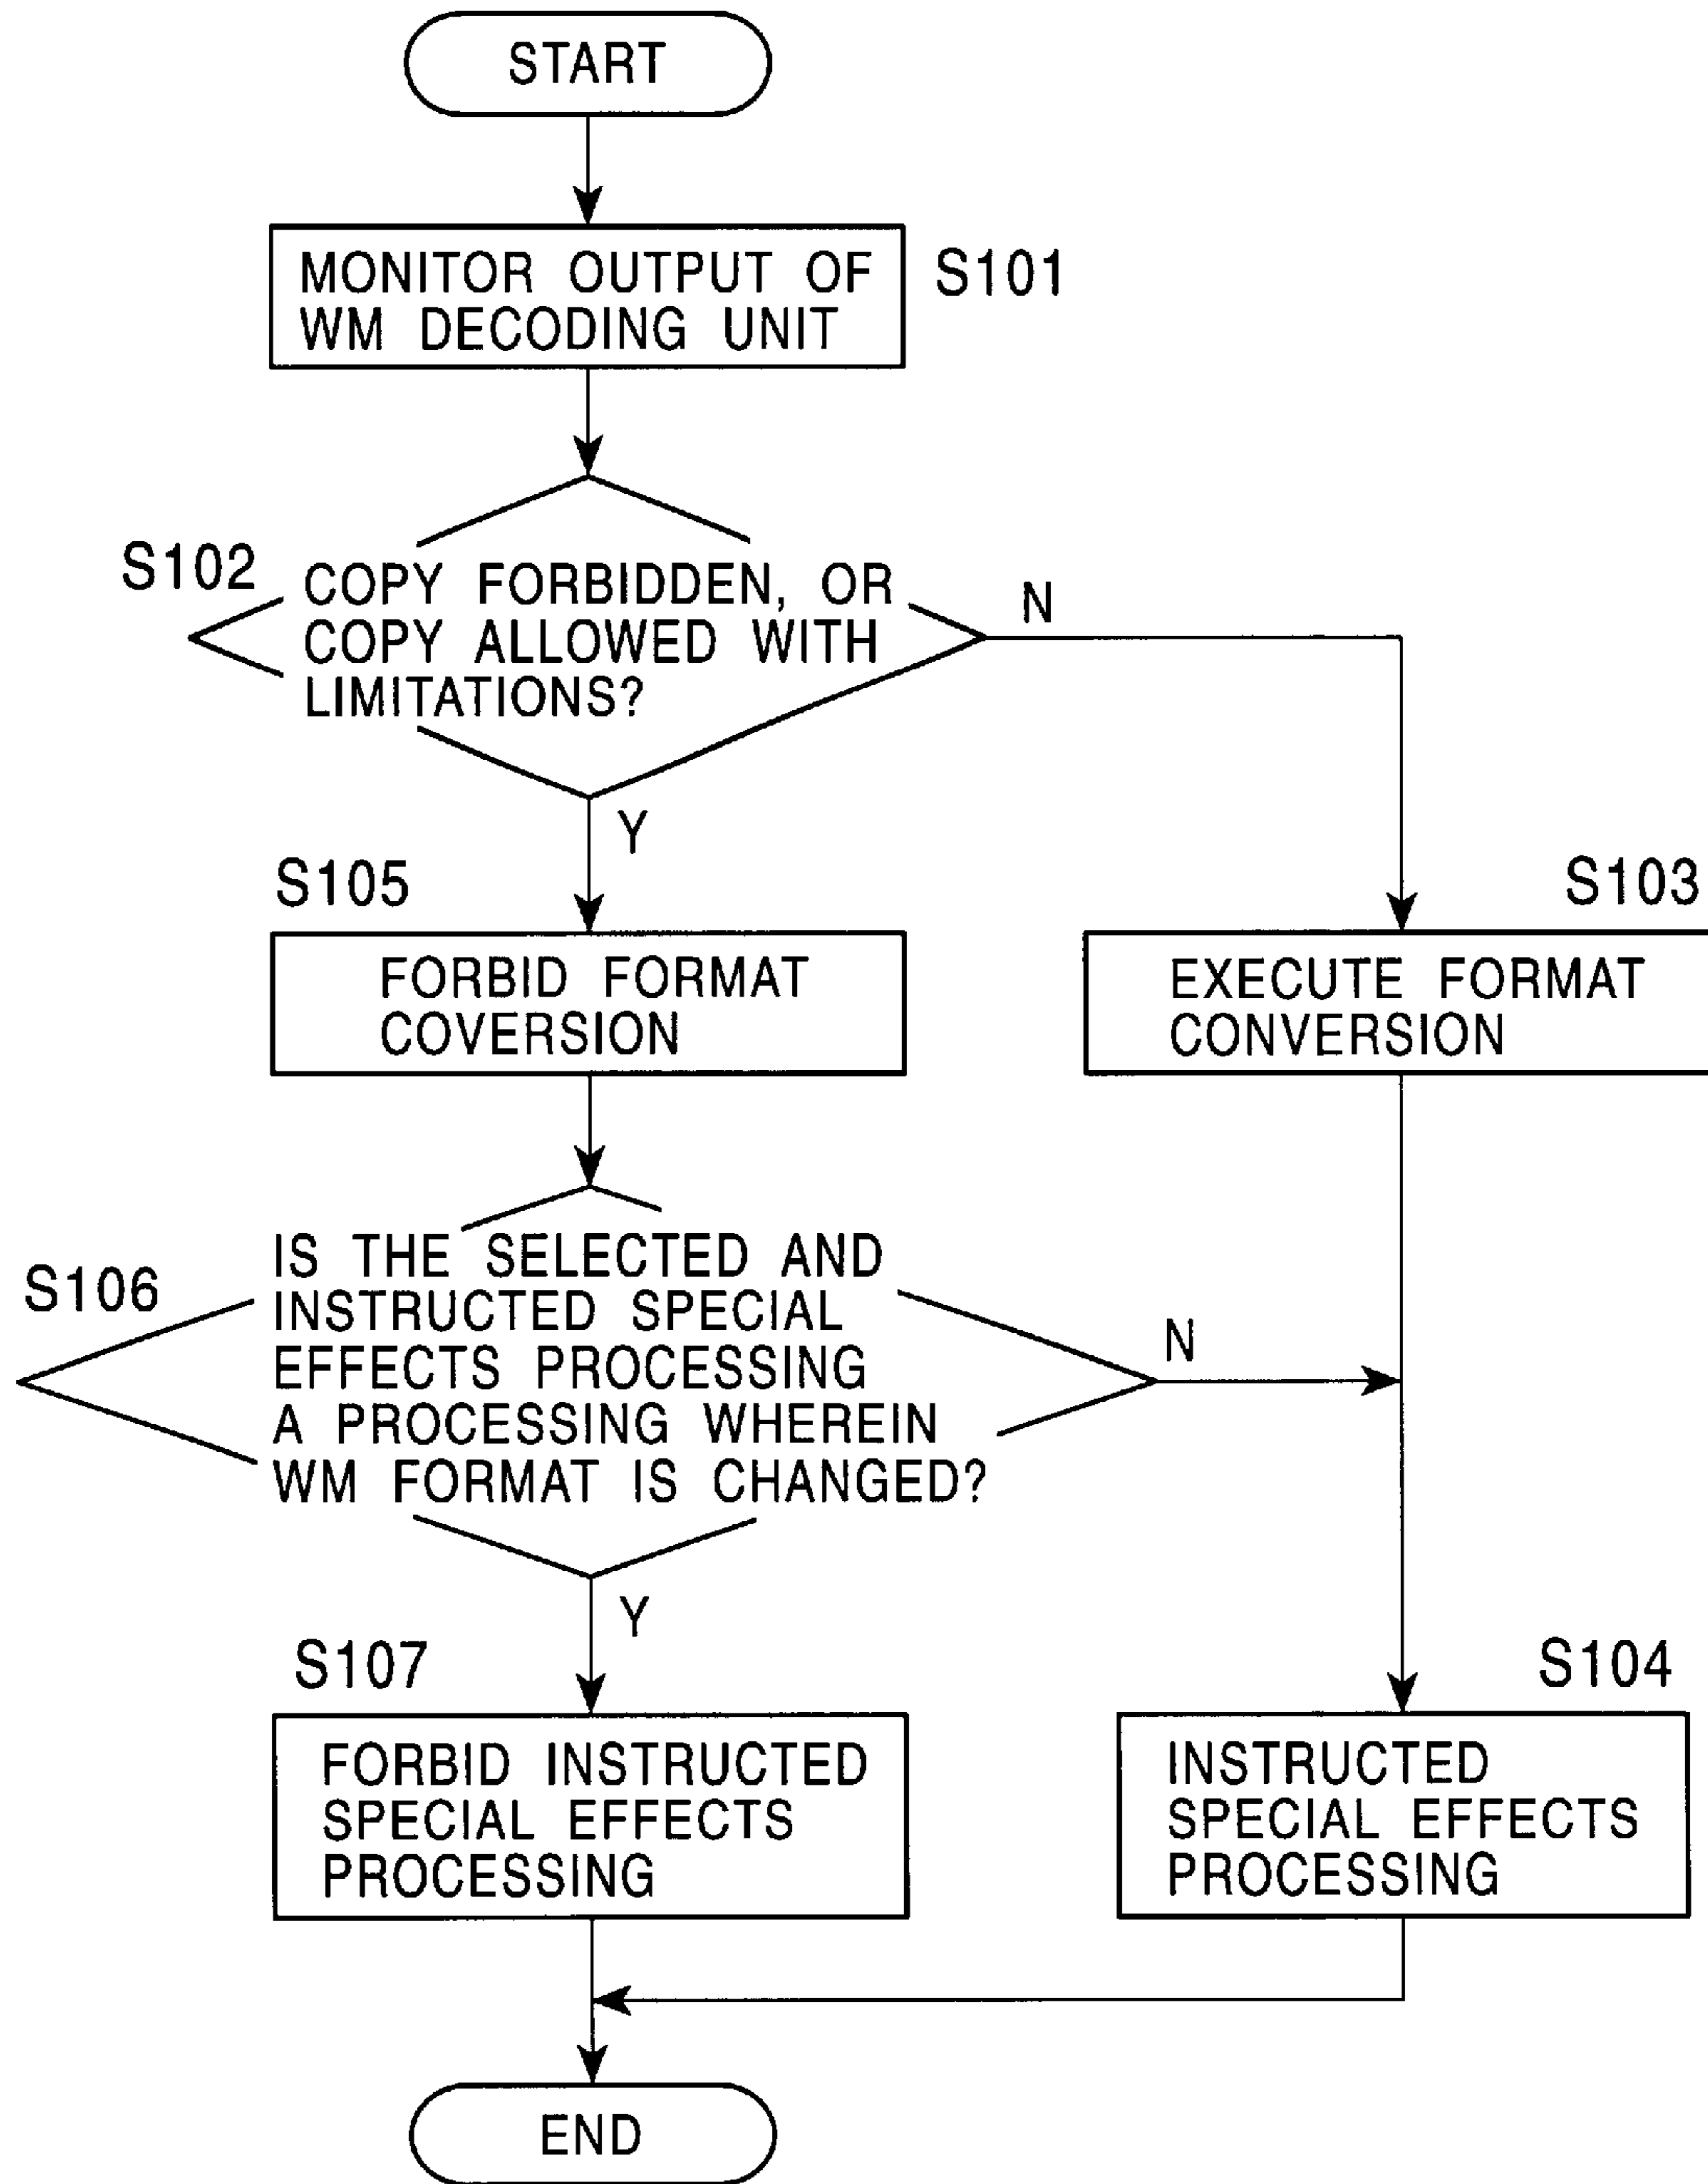 START
MONITOR OUTPUT OF
WM DECODING UNIT
S101
S102
COPY FORBIDDEN, OR
COPY ALLOWED WITH
LIMITATIONS?
N
Y
S105
FORBID FORMAT
COVERSION
S103
EXECUTE FORMAT
CONVERSION
S106
IS THE SELECTED AND
INSTRUCTED SPECIAL
EFFECTS PROCESSING
A PROCESSING WHEREIN
WM FORMAT IS CHANGED?
N
Y
S107
FORBID INSTRUCTED
SPECIAL EFFECTS
PROCESSING
S104
INSTRUCTED
SPECIAL EFFECTS
PROCESSING
END